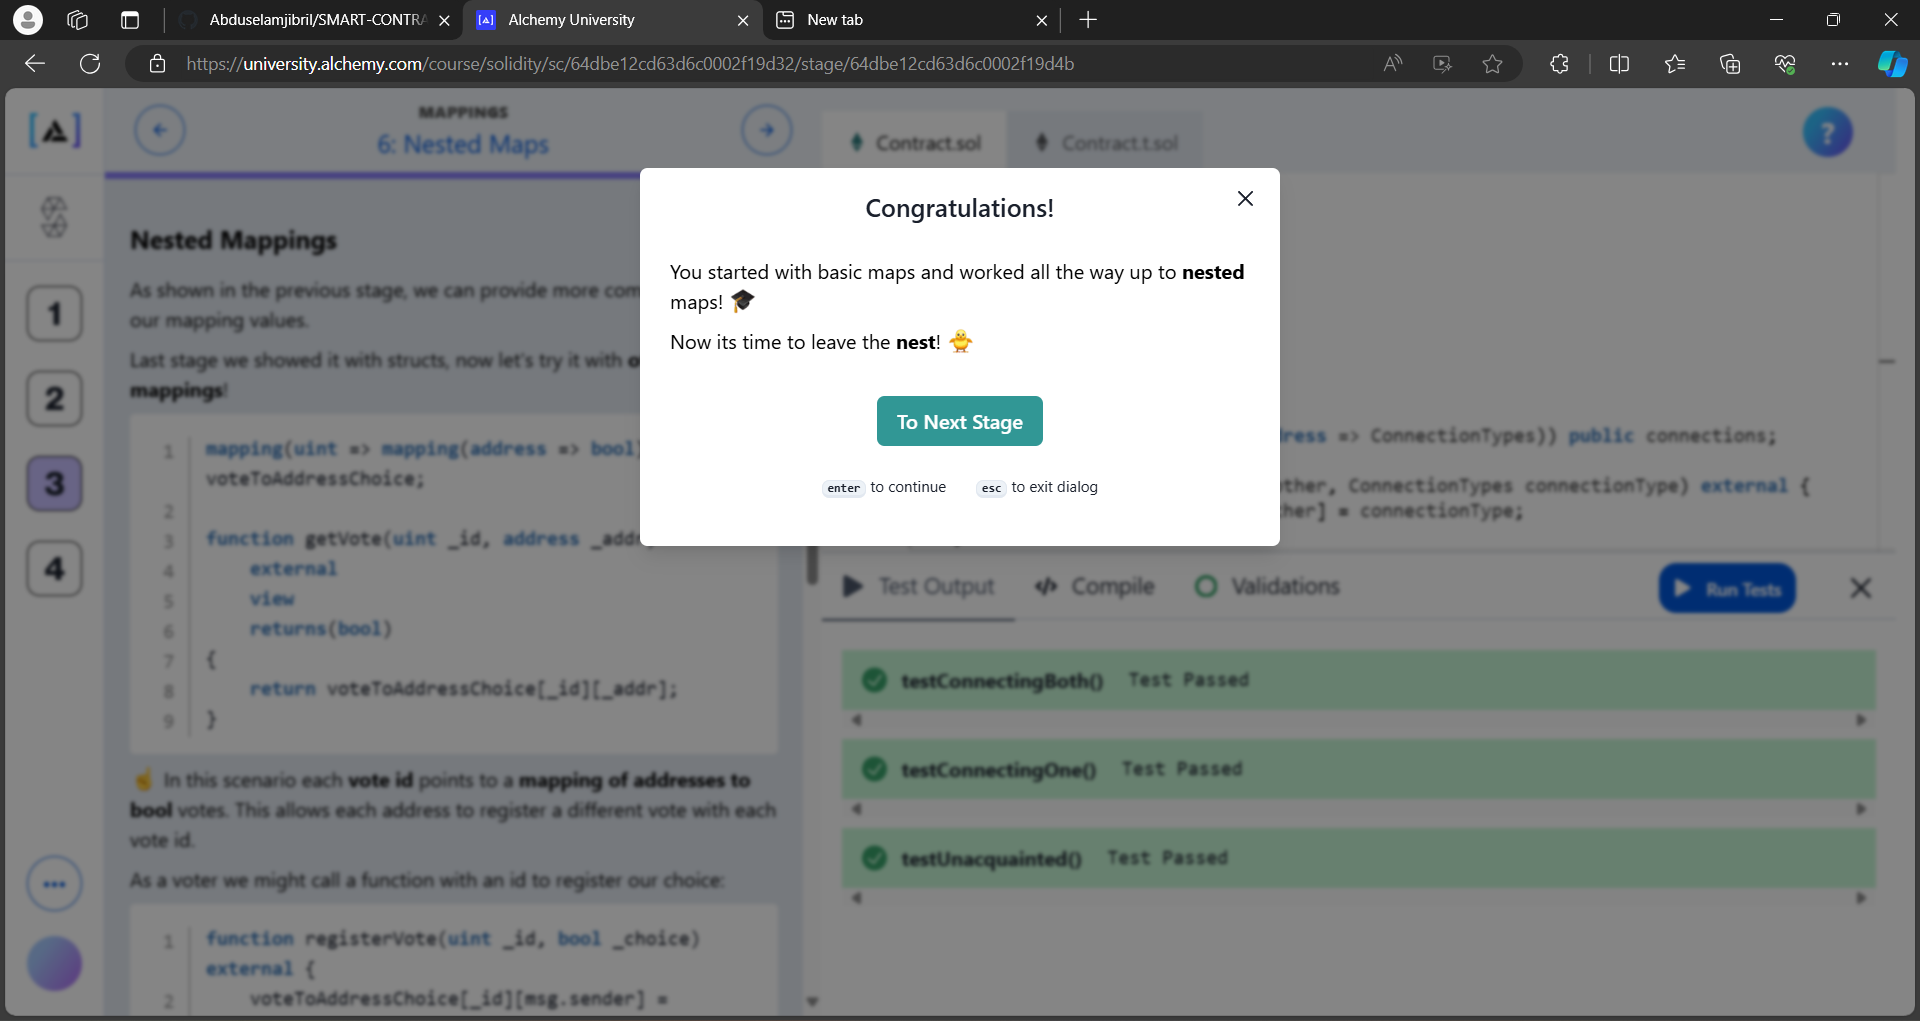 Abduselamjibril/SMART-CONTRA
Alchemy University
New tab
https://university.alchemy.com/course/solidity/sc/64dbe12cd63d6c0002f19d32/stage/64dbe12cd63d6c0002f19d4b
MAPPINGS
6: Nested Maps
Contract.sol
Contract.t.sol
?
1
2
3
4
Nested Mappings
As shown in the previous stage, we can provide more com
our mapping values.
Last stage we showed it with structs, now let's try it with
mappings!
1 mapping(uint => mapping(address => bool)
voteToAddressChoice;
2
3 function getVote(uint _id, address _addr
4 external
5 view
6 returns(bool)
7 {
8 return voteToAddressChoice[_id][_addr];
9 }
☝️ In this scenario each vote id points to a mapping of addresses to
bool votes. This allows each address to register a different vote with each
vote id.
As a voter we might call a function with an id to register our choice:
1 function registerVote(uint _id, bool _choice)
external {
2 voteToAddressChoice[_id][msg.sender] =
Congratulations!
You started with basic maps and worked all the way up to nested
maps! 🎓
Now its time to leave the nest! 🐥
To Next Stage
enter to continue esc to exit dialog
ress => ConnectionTypes)) public connections;
ther, ConnectionTypes connectionType) external {
her] = connectionType;
Test Output
Compile
Validations
Run Tests
testConnectingBoth() Test Passed
testConnectingOne() Test Passed
testUnacquainted() Test Passed